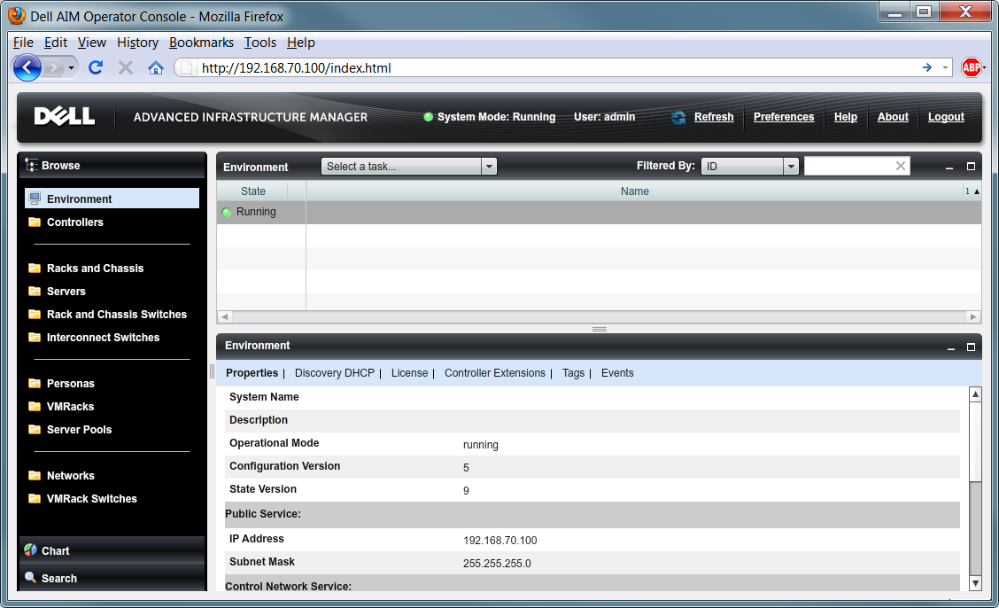 Dell AIM Operator Console - Mozilla Firefox
File Edit View History Bookmarks Tools Help
http://192.168.70.100/index.html
ABP
DELL
ADVANCED INFRASTRUCTURE MANAGER
System Mode: Running User: admin Refresh Preferences Help About Logout
Browse
Environment
Controllers
Racks and Chassis
Servers
Rack and Chassis Switches
Interconnect Switches
Personas
VMRacks
Server Pools
Networks
VMRack Switches
Chart
Search
Environment Select a task... Filtered By: ID
State Name 1
Running
Environment
Properties | Discovery DHCP | License | Controller Extensions | Tags | Events
System Name
Description
Operational Mode running
Configuration Version 5
State Version 9
Public Service:
IP Address 192.168.70.100
Subnet Mask 255.255.255.0
Control Network Service: